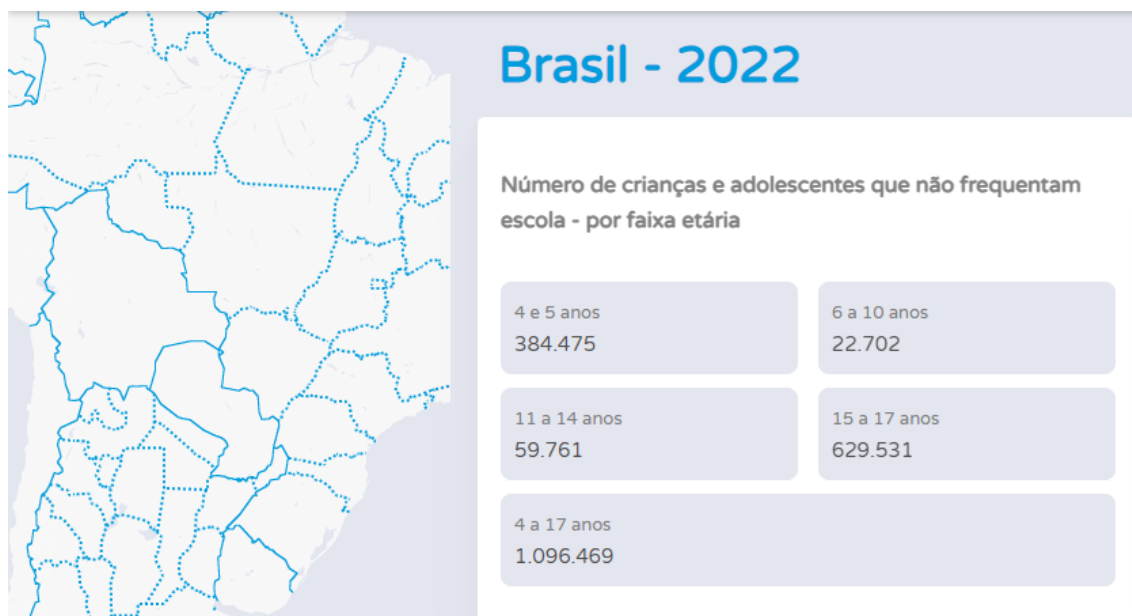 Brasil - 2022
Número de crianças e adolescentes que não frequentam
escola - por faixa etária
4 e 5 anos
384.475
6 a 10 anos
22.702
11 a 14 anos
59.761
15 a 17 anos
629.531
4 a 17 anos
1.096.469